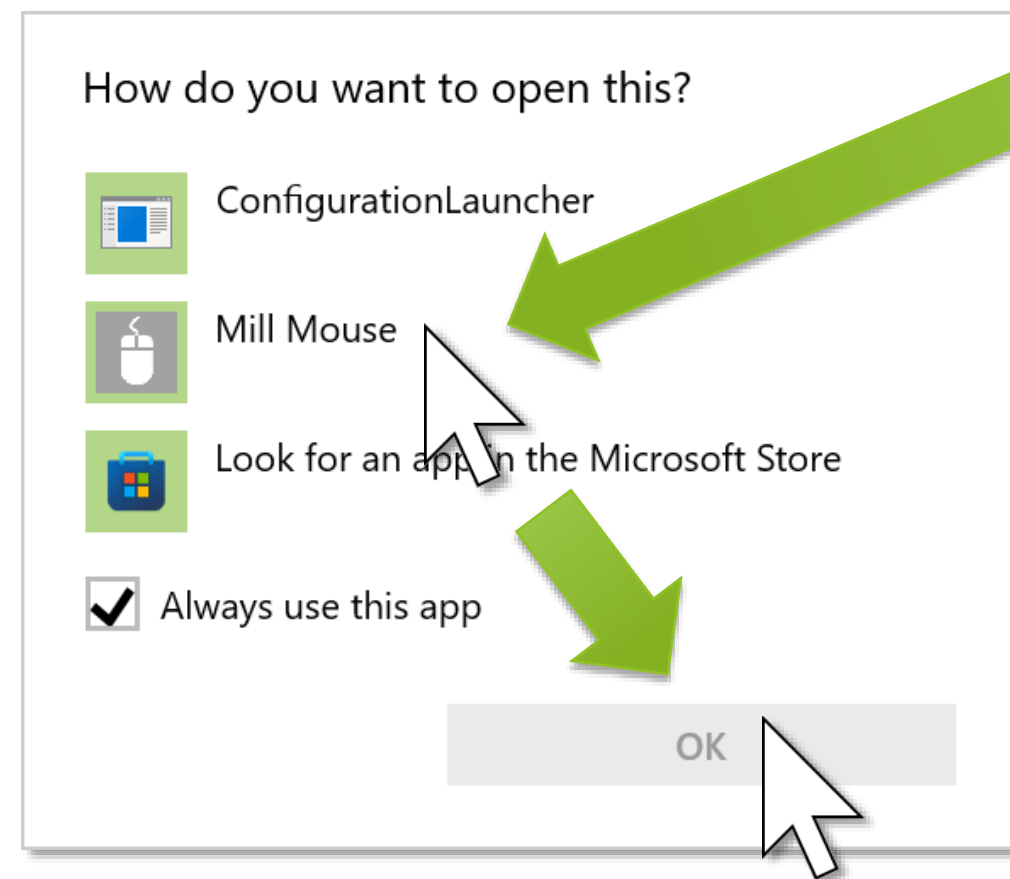 How do you want to open this?
ConfigurationLauncher
Mill Mouse
Look for an app in the Microsoft Store
Always use this app
OK